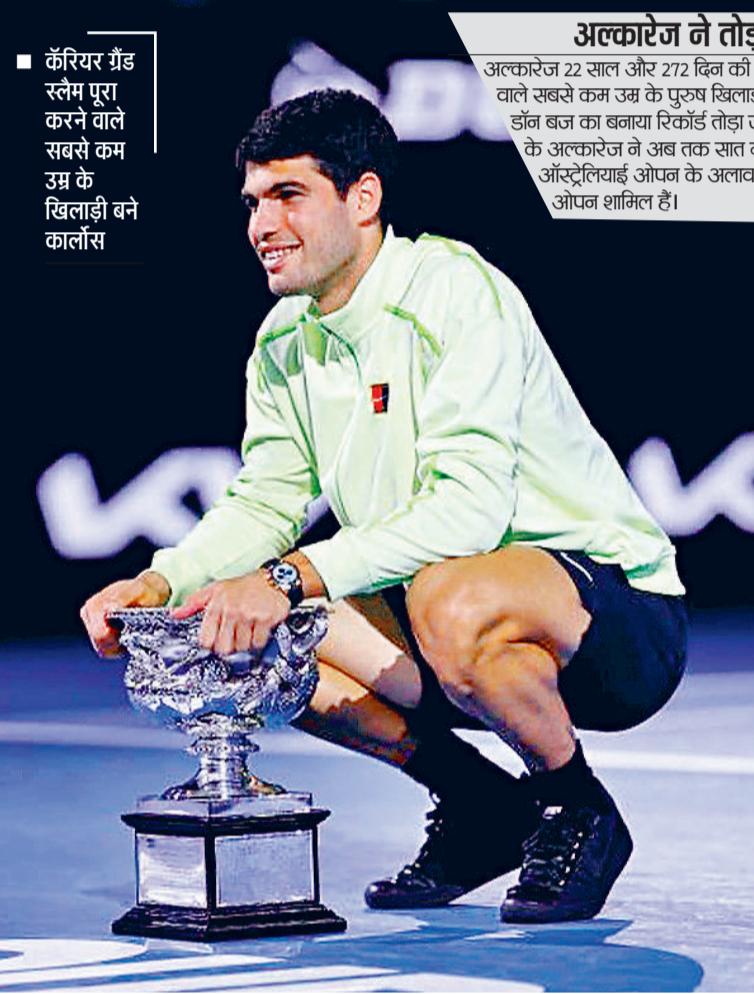 कॅरियर ग्रैंड
स्लैम पूरा
करने वाले
सबसे कम
उम्र के
खिलाड़ी बने
कार्लोस
अल्कारेज ने तोड़
अल्कारेज 22 साल और 272 दिन की
वाले सबसे कम उम्र के पुरुष
डॉन बज का बनाया रिकॉर्ड तोड़ा
के अल्कारेज ने अब तक सात
ऑस्ट्रेलियाई ओपन के
ओपन शामिल हैं।